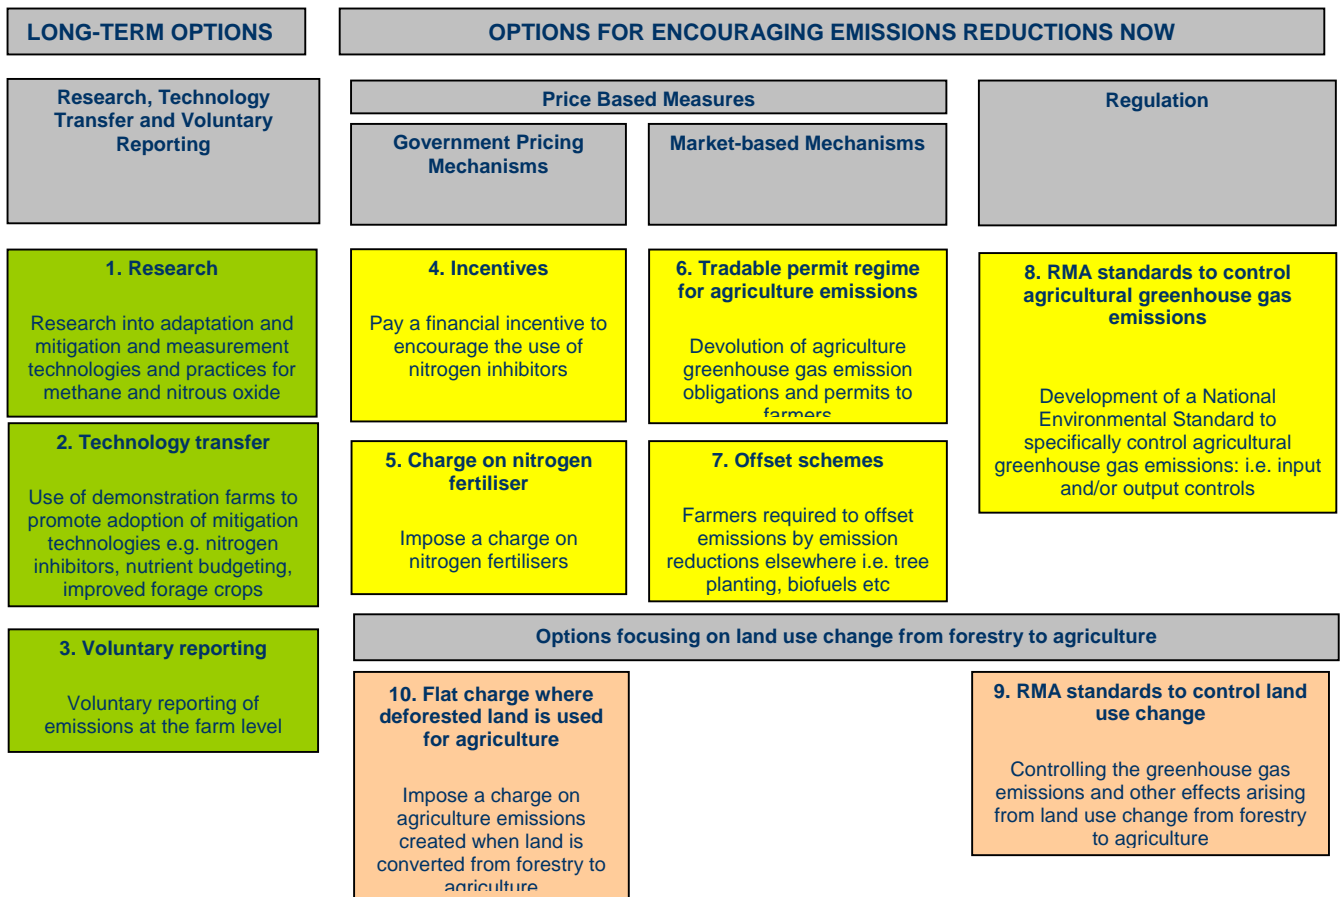 LONG-TERM OPTIONS
OPTIONS FOR ENCOURAGING EMISSIONS REDUCTIONS NOW
Research, Technology
Transfer and Voluntary
Reporting
Price Based Measures
Government Pricing
Mechanisms
Market-based Mechanisms
Regulation
1. Research
Research into adaptation and
mitigation and measurement
technologies and practices for
methane and nitrous oxide
2. Technology transfer
Use of demonstration farms to
promote adoption of mitigation
technologies e.g. nitrogen
inhibitors, nutrient budgeting,
improved forage crops
3. Voluntary reporting
Voluntary reporting of
emissions at the farm level
4. Incentives
Pay a financial incentive to
encourage the use of
nitrogen inhibitors
5. Charge on nitrogen
fertiliser
Impose a charge on
nitrogen fertilisers
6. Tradable permit regime
for agriculture emissions
Devolution of agriculture
greenhouse gas emission
obligations and permits to
farmers
7. Offset schemes
Farmers required to offset
emissions by emission
reductions elsewhere i.e. tree
planting, biofuels etc
8. RMA standards to control
agricultural greenhouse gas
emissions
Development of a National
Environmental Standard to
specifically control agricultural
greenhouse gas emissions: i.e. input
and/or output controls
Options focusing on land use change from forestry to agriculture
10. Flat charge where
deforested land is used
for agriculture
Impose a charge on
agriculture emissions
created when land is
converted from forestry to
agriculture
9. RMA standards to control land
use change
Controlling the greenhouse gas
emissions and other effects arising
from land use change from forestry
to agriculture